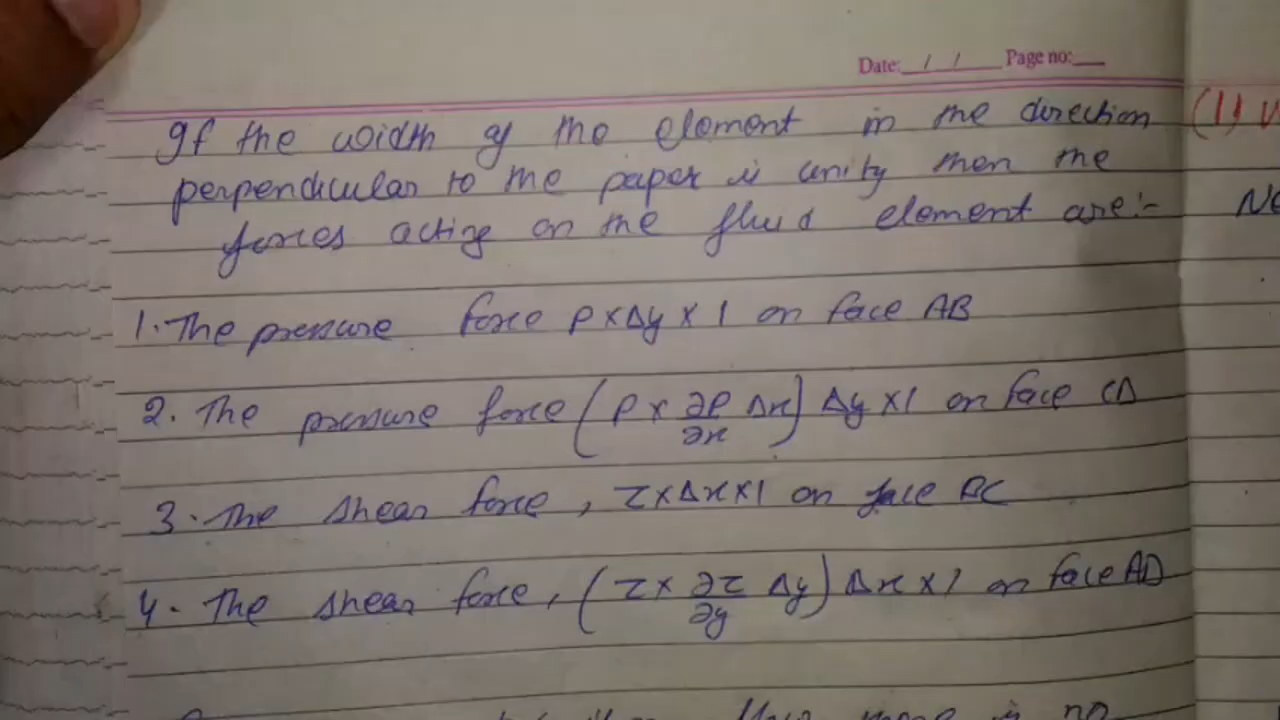 Date: / / Page no:
If the width of the element in the direction (1)
perpendicular to the paper is unity then the
forces acting on the fluid element are:-
1. The pressure force P×Δy×1 on face AB
2. The pressure force (P × ∂P/∂x Δx) Δy×1 on face CD
3. The shear force, τ×Δx×1 on face BC
4. The shear force, (τ × ∂τ/∂y Δy) Δx×1 on face AD
is no